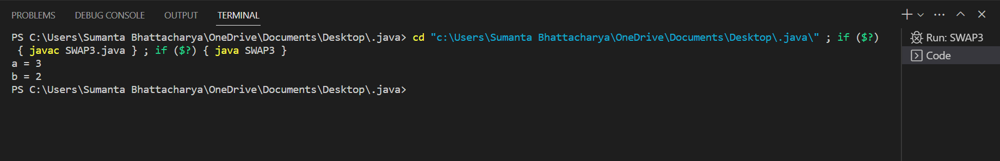 PROBLEMS DEBUG CONSOLE OUTPUT TERMINAL
PS C:\Users\Sumanta Bhattacharya\OneDrive\Documents\Desktop\.java> cd "c:\Users\Sumanta Bhattacharya\OneDrive\Documents\Desktop\.java\" ; if ($?)
 { javac SWAP3.java } ; if ($?) { java SWAP3 }
a = 3
b = 2
PS C:\Users\Sumanta Bhattacharya\OneDrive\Documents\Desktop\.java>
Run: SWAP3
Code